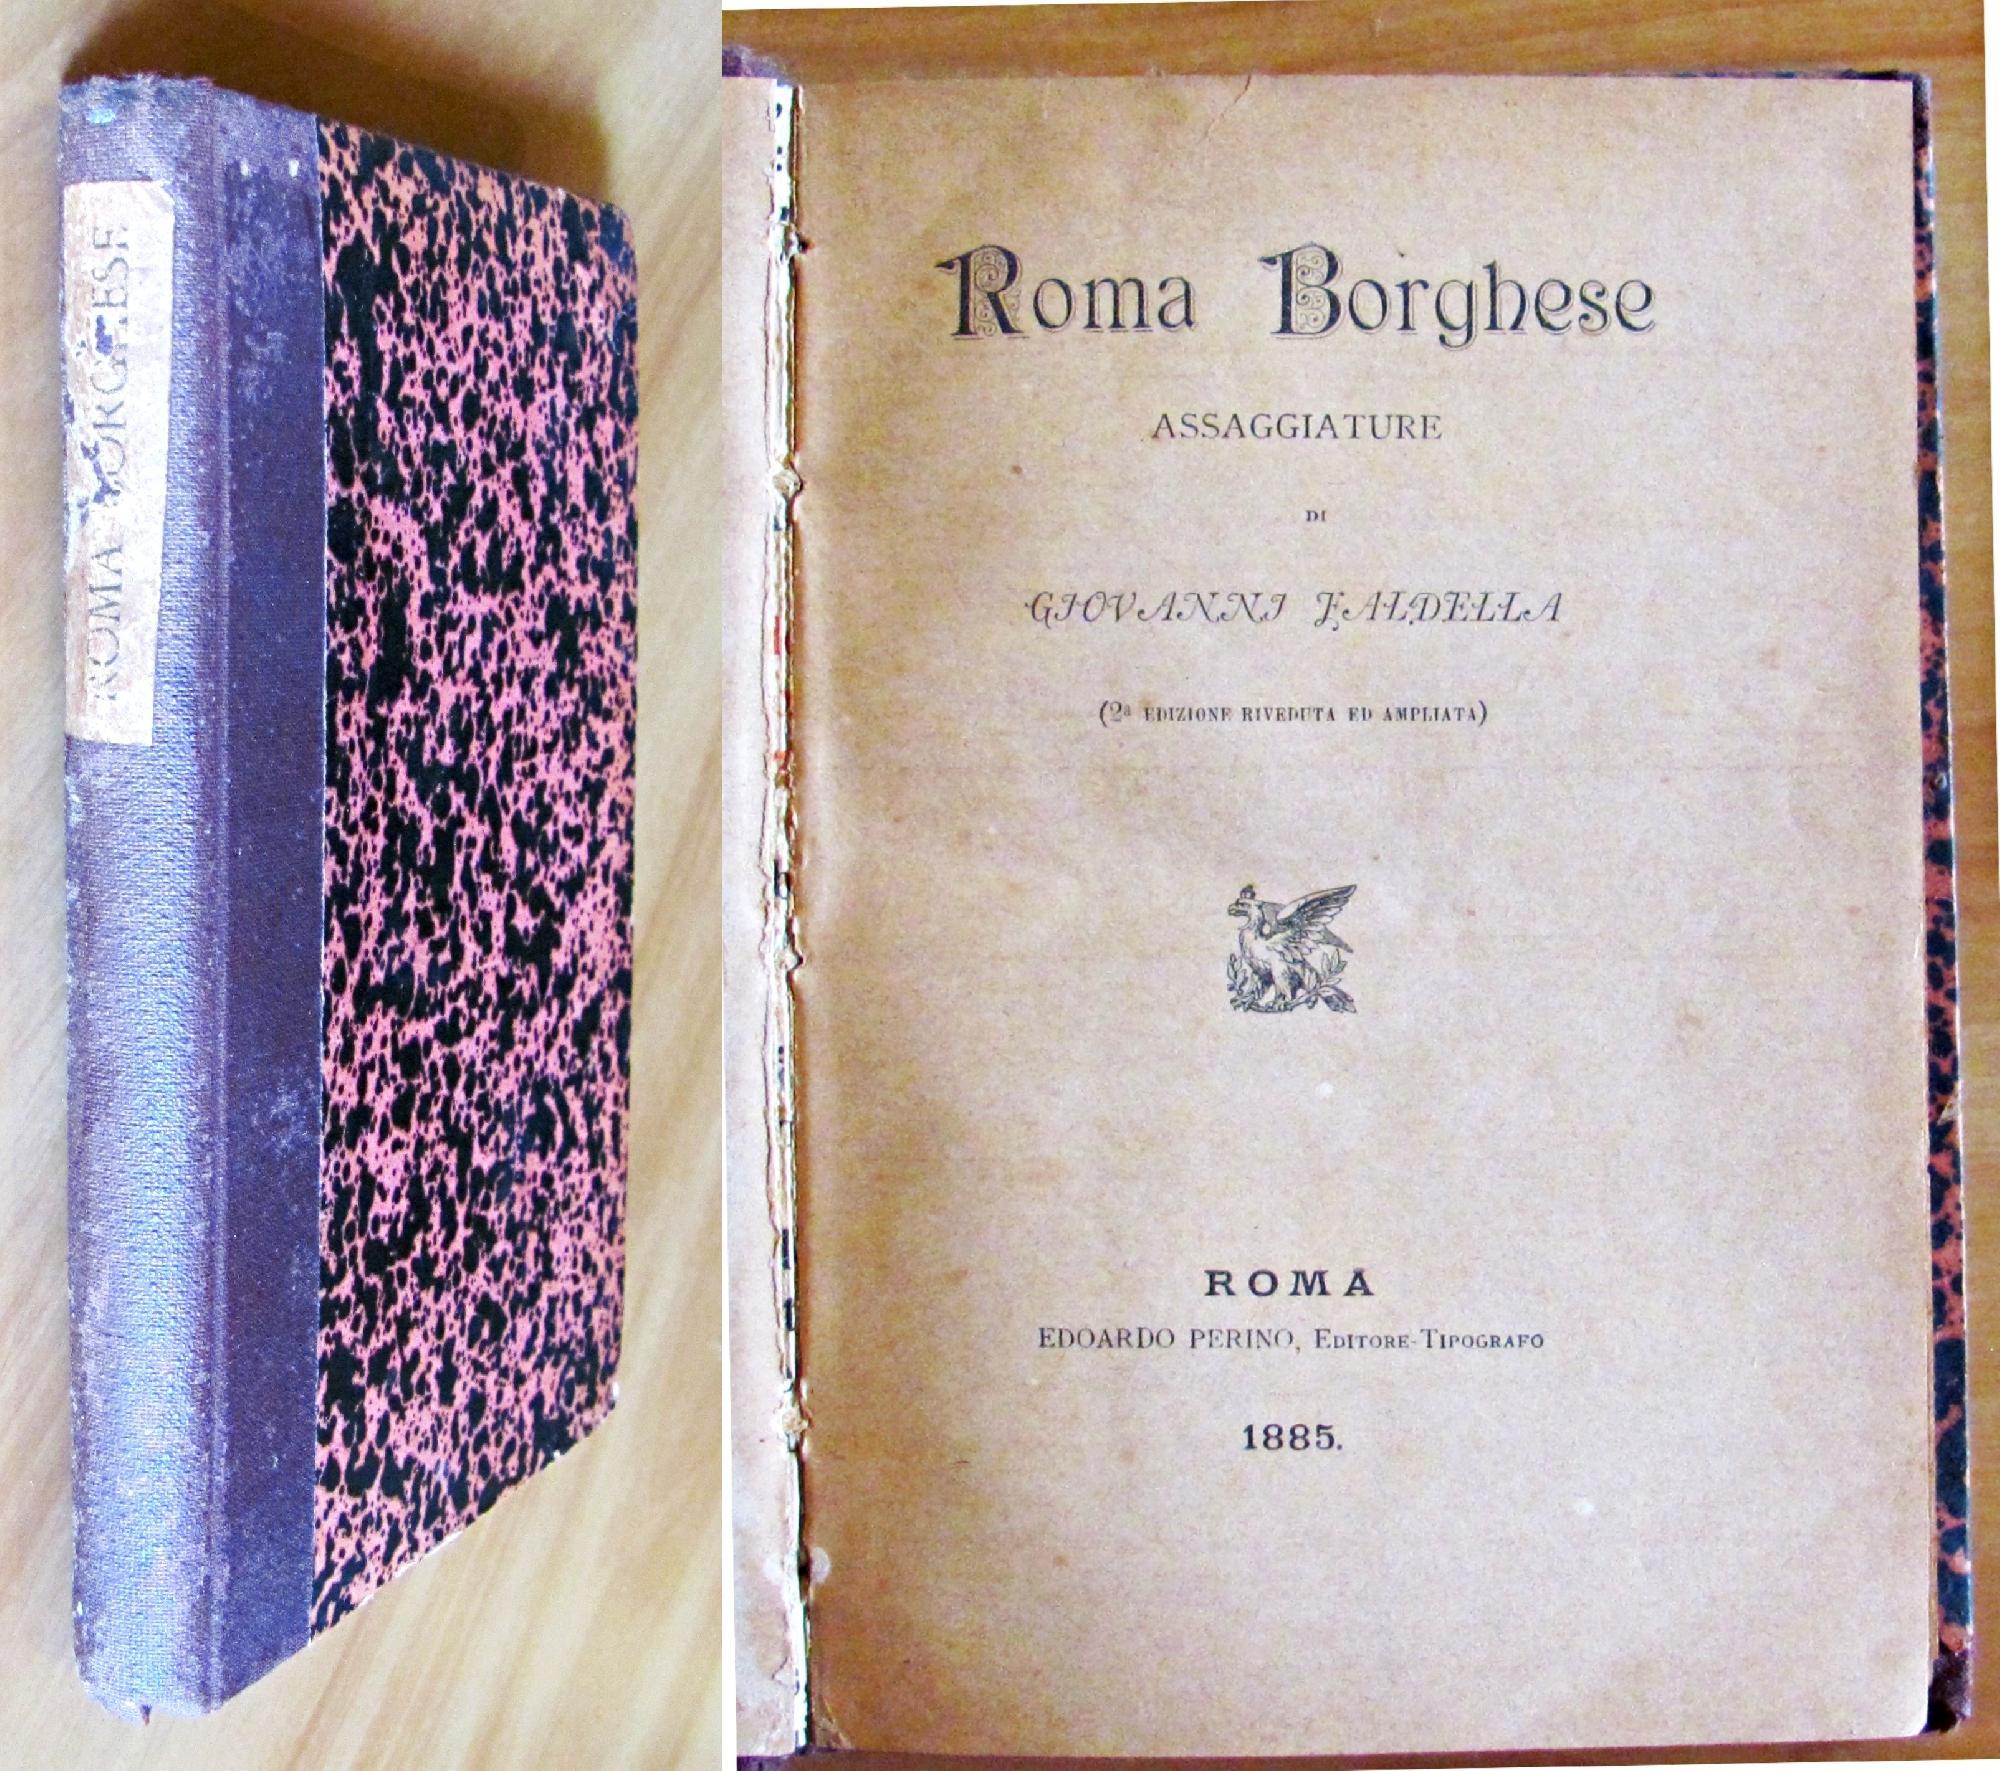 ROMA BORGHESE
Roma Borghese
ASSAGGIATURE
DI
GIOVANNI FALDELLA
(2ª EDIZIONE RIVEDUTA ED AMPLIATA)
ROMA
EDOARDO PERINO, EDITORE-TIPOGRAFO
1885.